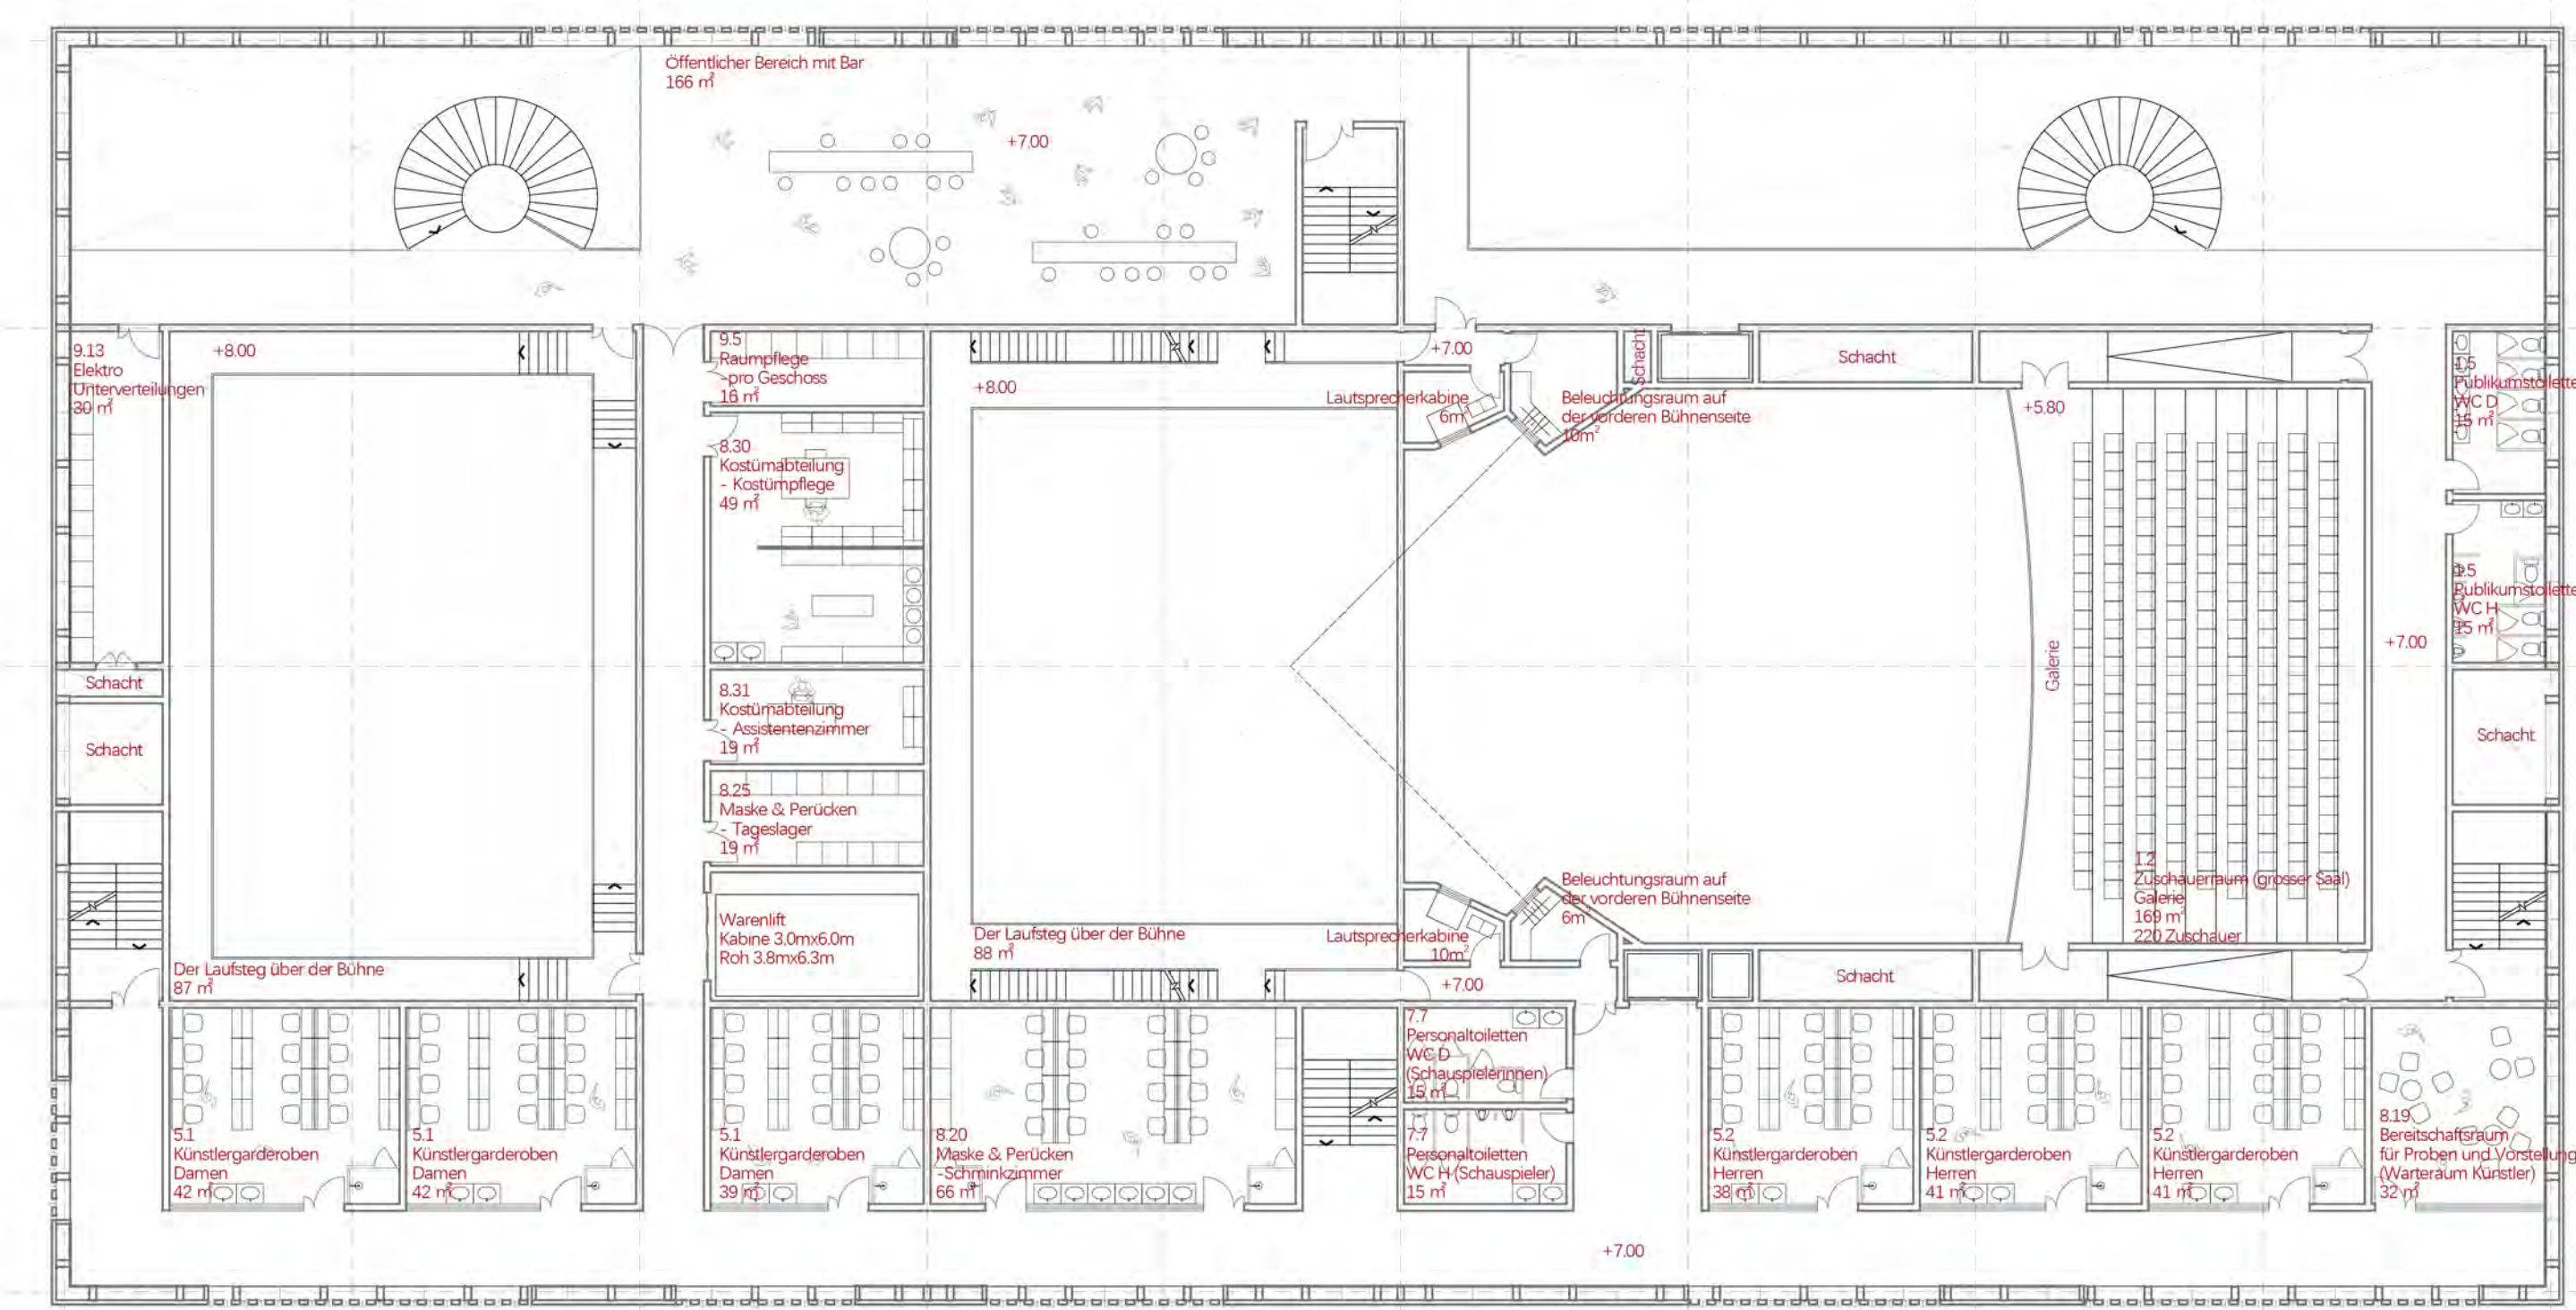 Öffentlicher Bereich mit Bar
166 m²
+7.00
9.13
Elektro
Unterverteilungen
30 m²
+8.00
9.5
Raumpflege
-pro Geschoss
16 m²
+8.00
+7.00
Schacht
Schacht
Lautsprecherkabine
6m²
Beleuchtungsraum auf
der vorderen Bühnenseite
10m²
+5.80
1.5
Publikumstoilette
WC D
15 m²
8.30
Kostümabteilung
- Kostümpflege
49 m²
1.5
Publikumstoilette
WC H
15 m²
+7.00
Galerie
Schacht
Schacht
8.31
Kostümabteilung
- Assistentenzimmer
19 m²
Schacht
8.25
Maske & Perücken
- Tageslager
19 m²
Warenlift
Kabine 3.0mx6.0m
Roh 3.8mx6.3m
Der Laufsteg über der Bühne
87 m²
Der Laufsteg über der Bühne
88 m²
Lautsprecherkabine
10m²
Beleuchtungsraum auf
der vorderen Bühnenseite
6m²
+7.00
Schacht
1.2
Zuschauerraum (grosser Saal)
Galerie
169 m²
220 Zuschauer
5.1
Künstlergarderoben
Damen
42 m²
5.1
Künstlergarderoben
Damen
42 m²
5.1
Künstlergarderoben
Damen
39 m²
8.20
Maske & Perücken
-Schminkzimmer
66 m²
7.7
Personaltoiletten
WC D
(Schauspielerinnen)
15 m²
7.7
Personaltoiletten
WC H (Schauspieler)
15 m²
5.2
Künstlergarderoben
Herren
38 m²
5.2
Künstlergarderoben
Herren
41 m²
5.2
Künstlergarderoben
Herren
41 m²
8.19
Bereitschaftsraum
für Proben und Vorstellung
(Warteraum Künstler)
32 m²
+7.00